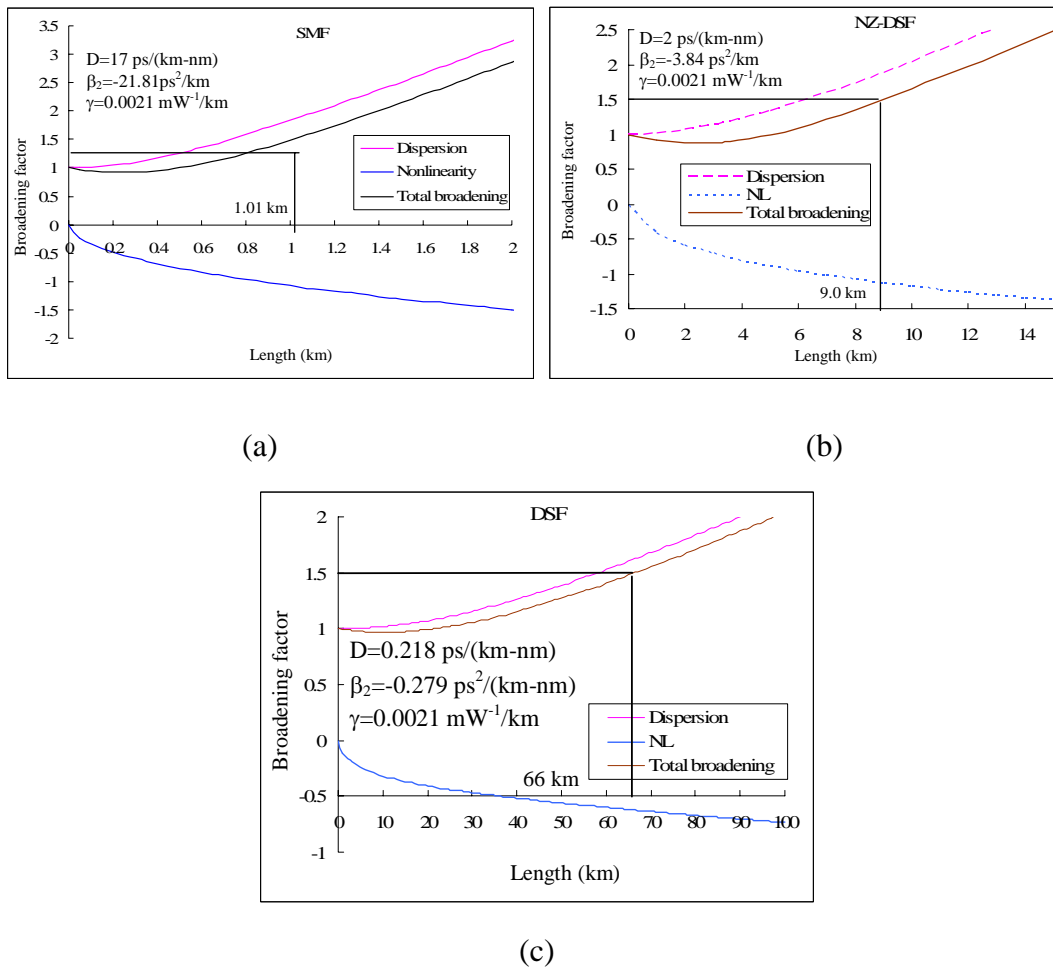 SMF
D=17 ps/(km-nm)
β2=-21.81ps²/km
γ=0.0021 mW⁻¹/km
3.5
3
2.5
2
1.5
1
0.5
0
-0.5
-1
-1.5
-2
Broadening factor
Dispersion
Nonlinearity
Total broadening
1.01 km
0 0.2 0.4 0.6 0.8 1 1.2 1.4 1.6 1.8 2
Length (km)
(a)
NZ-DSF
D=2 ps/(km-nm)
β2=-3.84 ps²/km
γ=0.0021 mW⁻¹/km
2.5
2
1.5
1
0.5
0
-0.5
-1
-1.5
Broadening factor
Dispersion
NL
Total broadening
9.0 km
0 2 4 6 8 10 12 14
Length (km)
(b)
DSF
2
1.5
1
0.5
0
-0.5
-1
Broadening factor
D=0.218 ps/(km-nm)
β2=-0.279 ps²/(km-nm)
γ=0.0021 mW⁻¹/km
Dispersion
NL
Total broadening
66 km
0 10 20 30 40 50 60 70 80 90 100
Length (km)
(c)